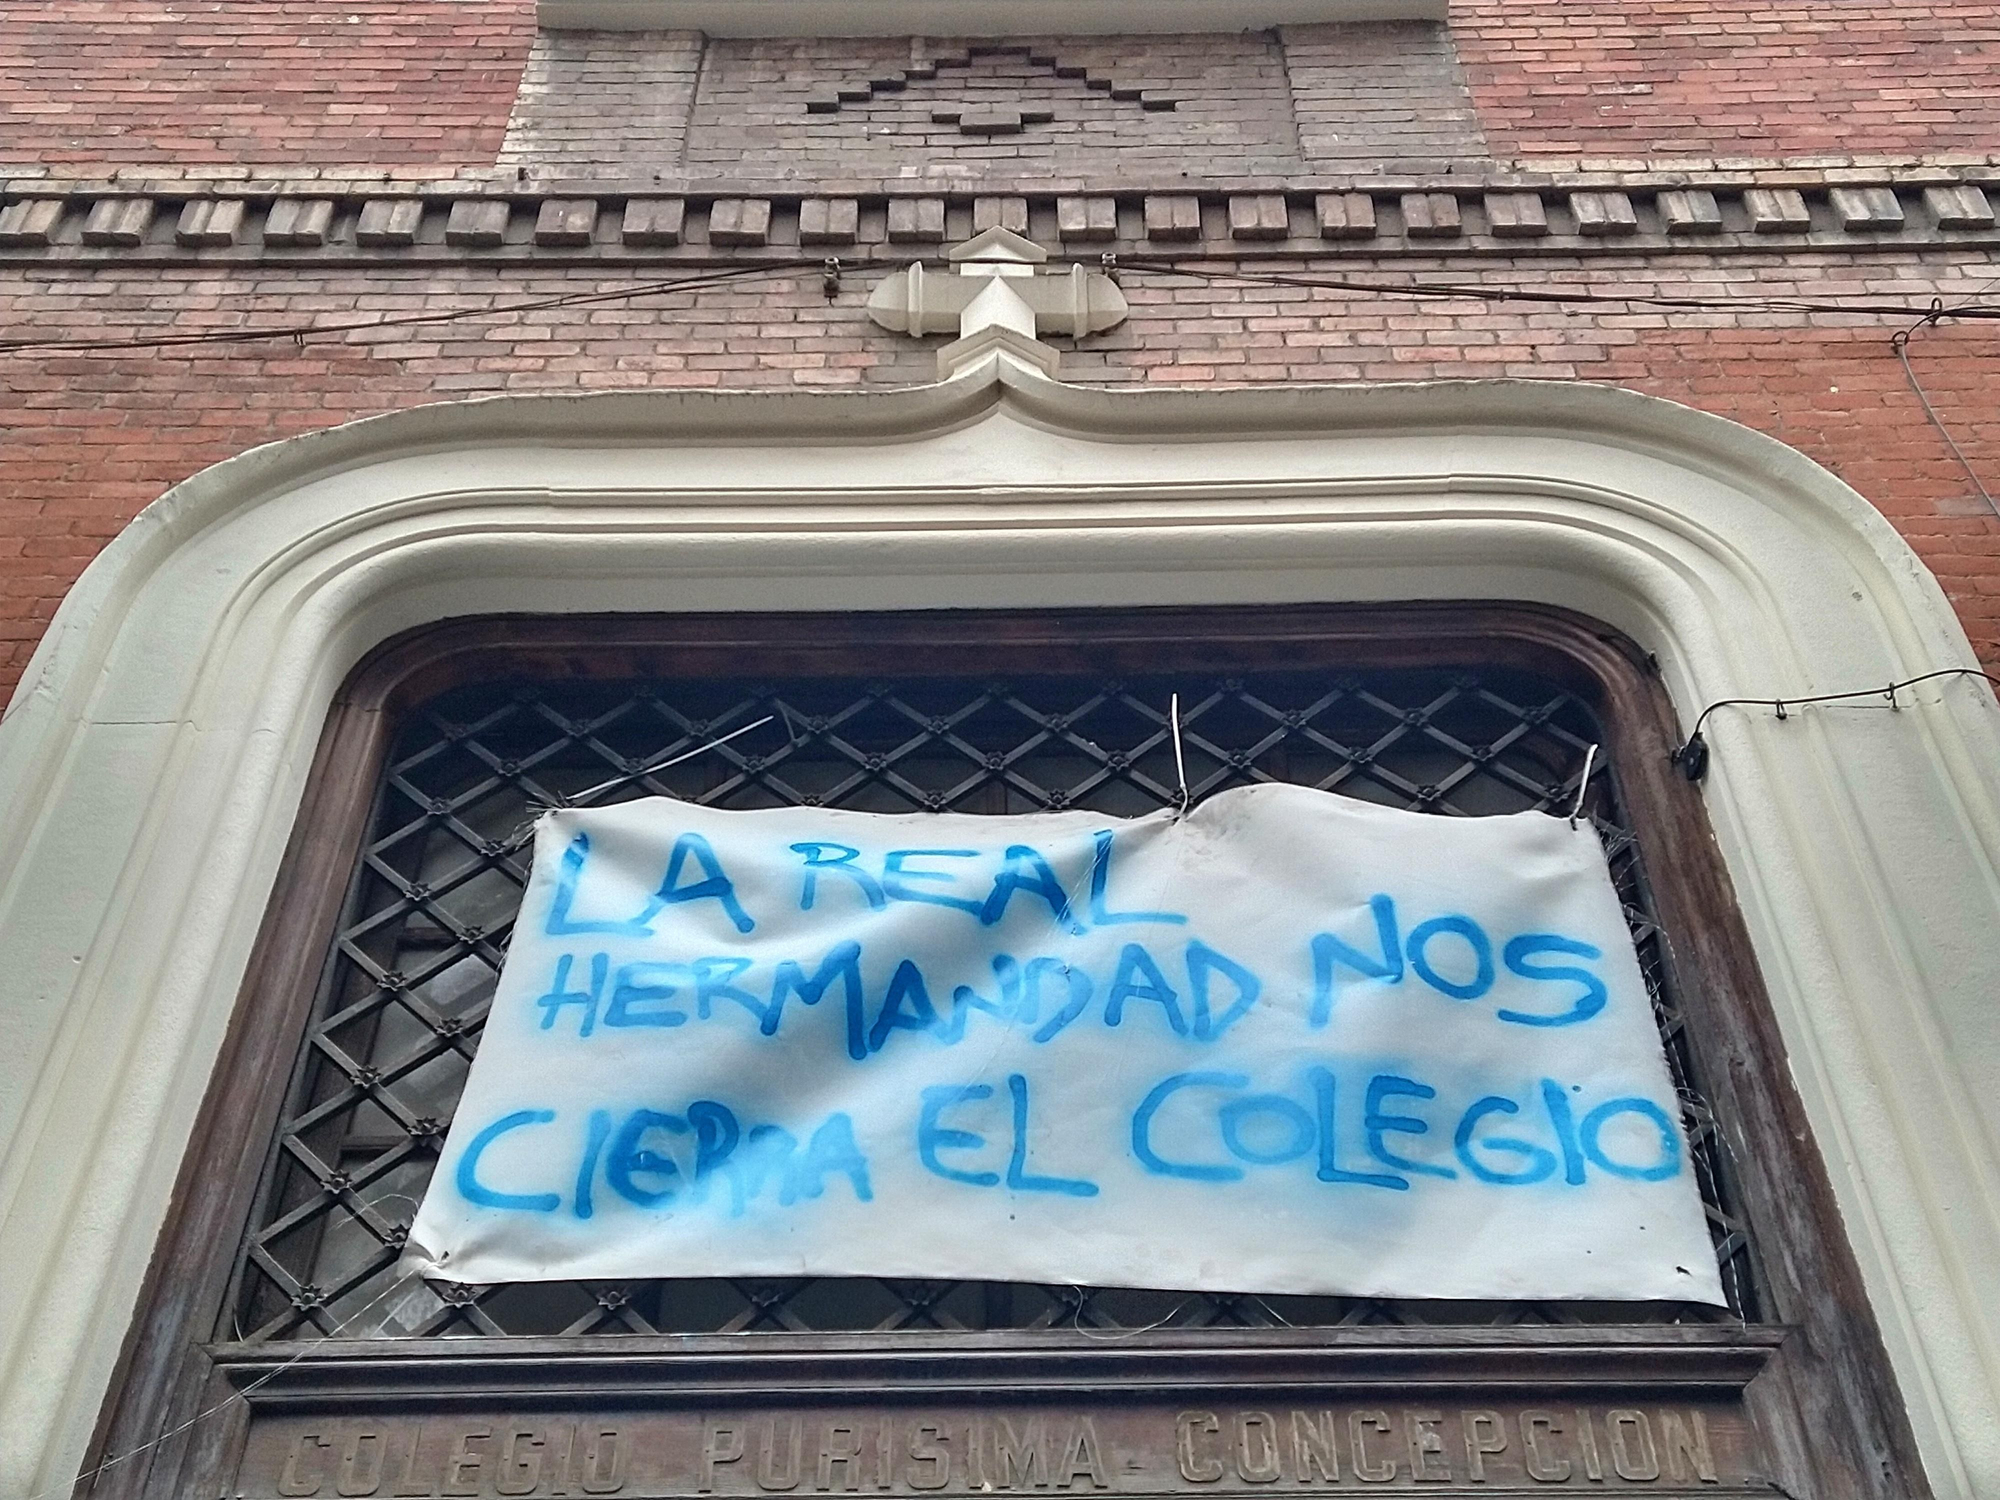 LA REAL
HERMANDAD NOS
CIERRA EL COLEGIO
COLEGIO PURISIMA CONCEPCION